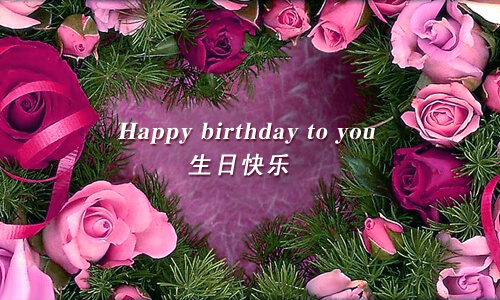 Happy birthday to you
生日快乐